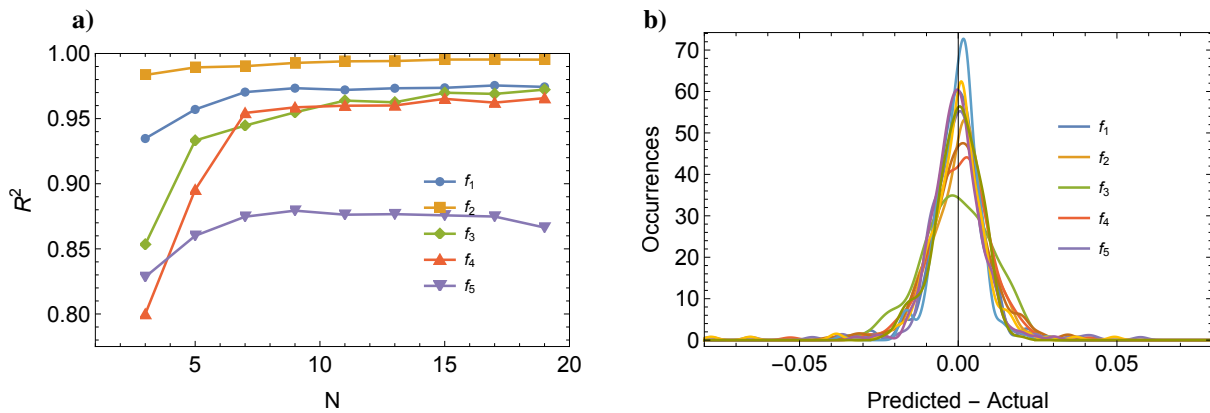 a)
R²
1.00
0.95
0.90
0.85
0.80
5
10
15
20
N
f₁
f₂
f₃
f₄
f₅
b)
Occurrences
70
60
50
40
30
20
10
0
−0.05
0.00
0.05
Predicted − Actual
f₁
f₂
f₃
f₄
f₅